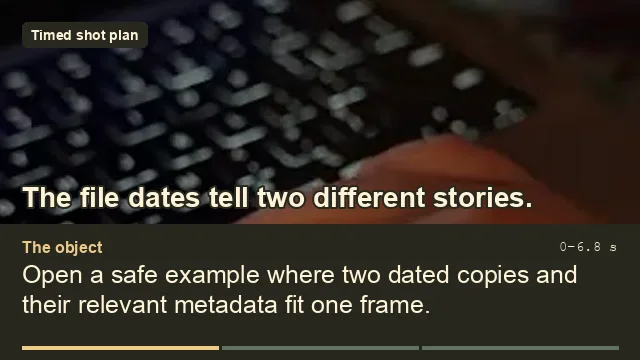 Timed shot plan
The file dates tell two different stories.
The object
0–6.8 s
Open a safe example where two dated copies and
their relevant metadata fit one frame.